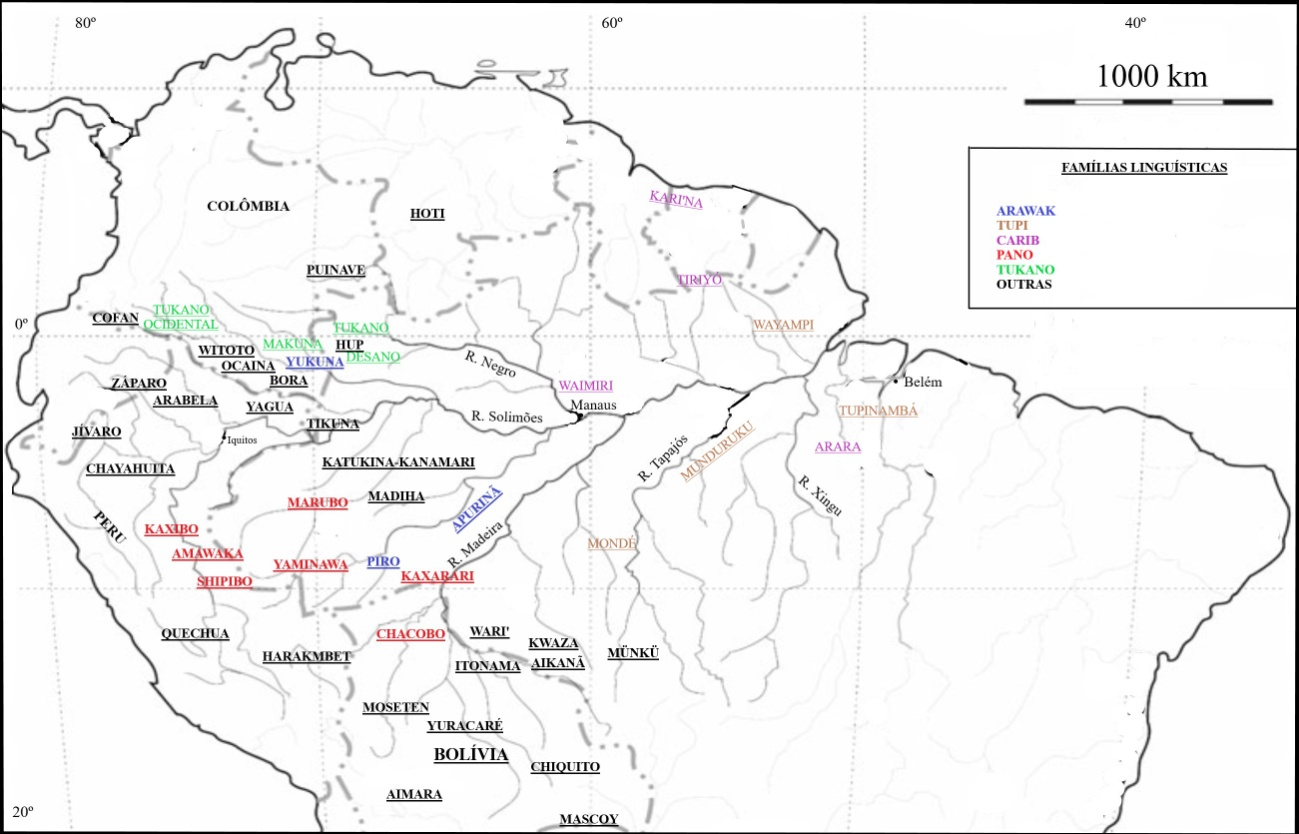 80º
60º
40º
1000 km
FAMÍLIAS LINGUÍSTICAS
ARAWAK
TUPI
CARIB
PANO
TUKANO
OUTRAS
KARI'NA
COLÔMBIA
HOTI
PUINAVE
TIRIYÓ
0º
COFAN
TUKANO
OCIDENTAL
TUKANO
WAYAMPI
MAKUNA
HUP
WITOTO
DESANO
YUKUNA
OCAINA
R. Negro
BORA
ZÁPARO
WAIMIRI
Belém
ARABELA
YAGUA
Manaus
TUPINAMBÁ
R. Solimões
TIKUNA
JÍVARO
Iquitos
ARARA
MUNDURUKU
R. Tapajós
CHAYAHUITA
KATUKINA-KANAMARI
R. Xingu
MARUBO
MADIHA
APURINÃ
PERU
KAXIBO
R. Madeira
MONDÉ
AMAWAKA
YAMINAWA
PIRO
SHIPIBO
KAXARARI
QUECHUA
CHACOBO
WARI'
KWAZA
HARAKMBET
ITONAMA
AIKANÃ
MÜNKÜ
MOSETEN
YURACARÉ
BOLÍVIA
CHIQUITO
AIMARA
20º
MASCOY